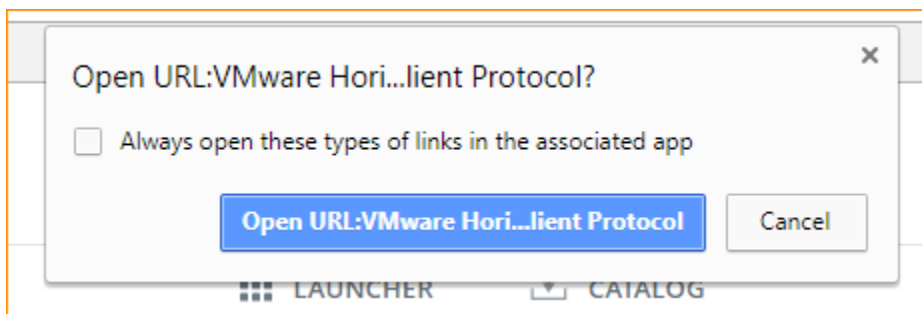 Open URL:VMware Hori...lient Protocol?
Always open these types of links in the associated app
Open URL:VMware Hori...lient Protocol
Cancel
LAUNCHER
CATALOG